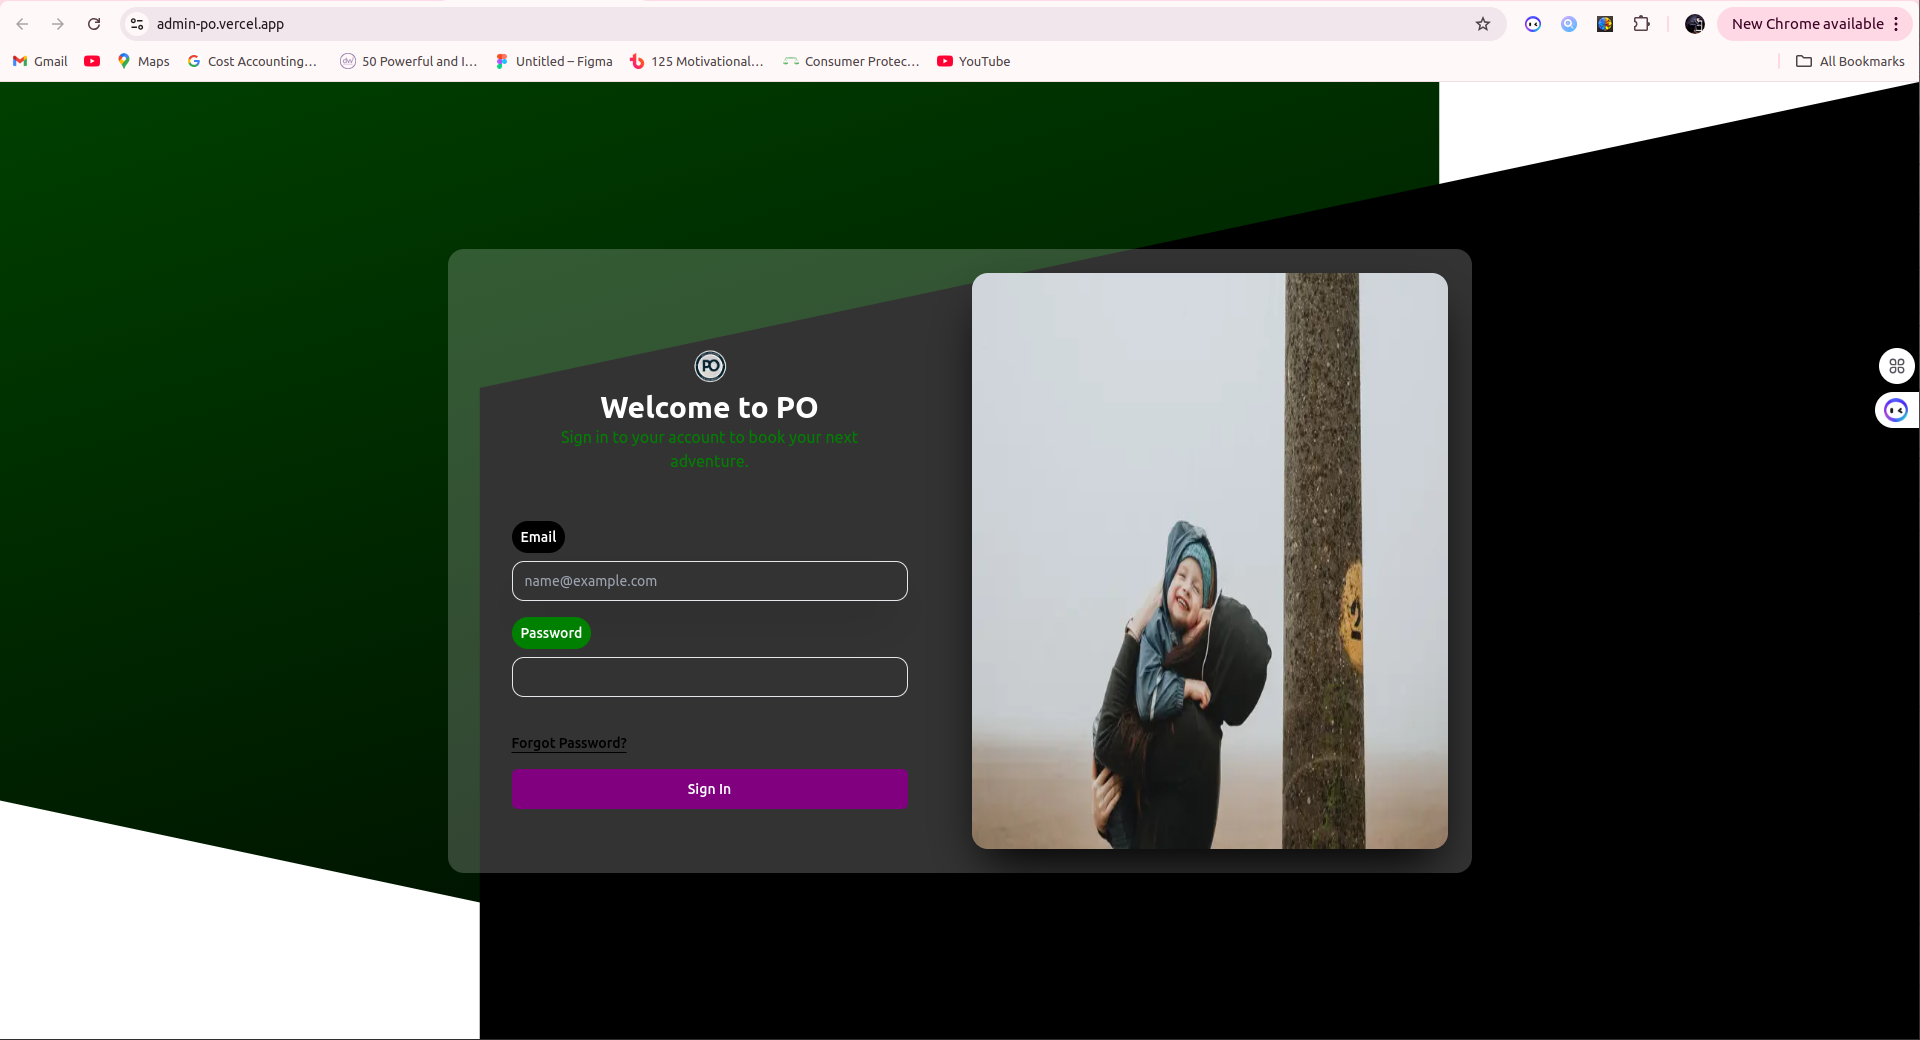 admin-po.vercel.app
New Chrome available
Gmail
Maps
Cost Accounting...
dw
50 Powerful and I...
Untitled – Figma
125 Motivational...
Consumer Protec...
YouTube
All Bookmarks
PO
Welcome to PO
Sign in to your account to book your next
adventure.
Email
name@example.com
Password
Forgot Password?
Sign In
2